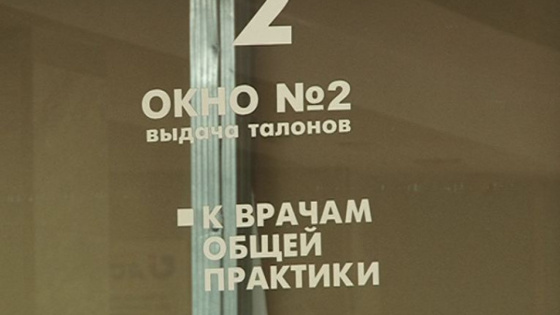 2
ОКНО №2
выдача талонов
К ВРАЧАМ
ОБЩЕЙ
ПРАКТИКИ